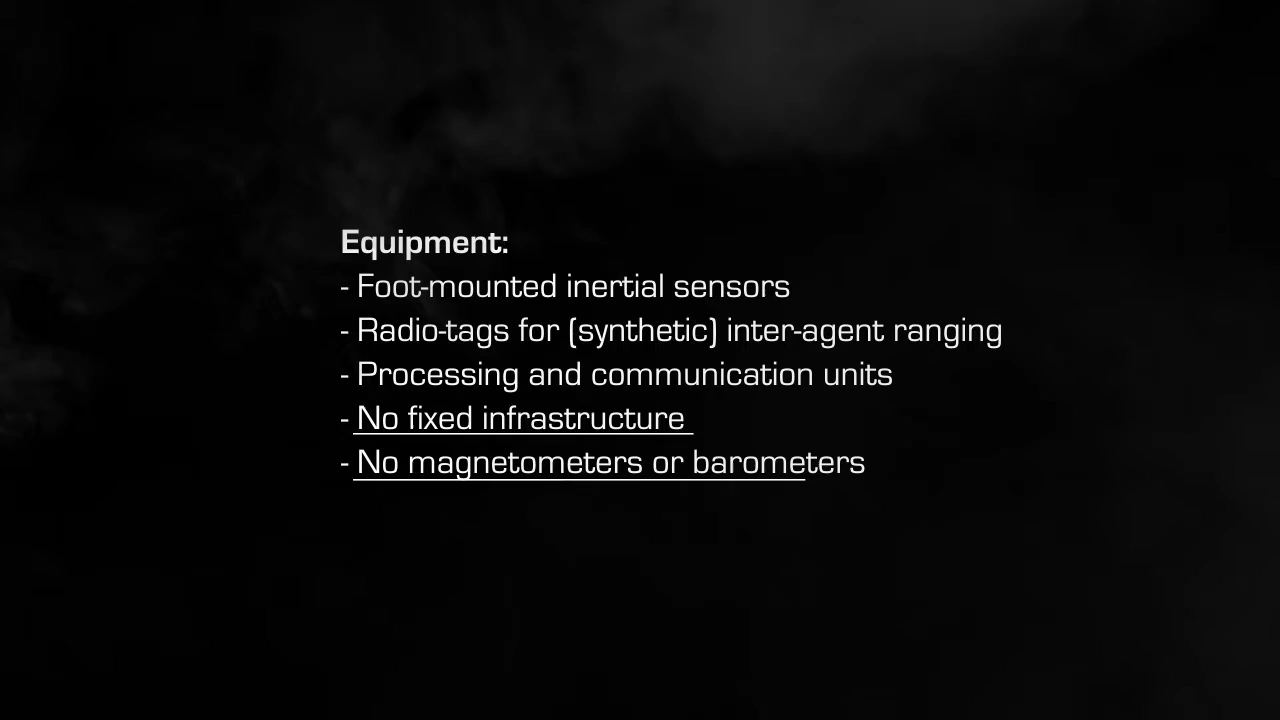 Equipment:
- Foot-mounted inertial sensors
- Radio-tags for (synthetic) inter-agent ranging
- Processing and communication units
- No fixed infrastructure
- No magnetometers or barometers